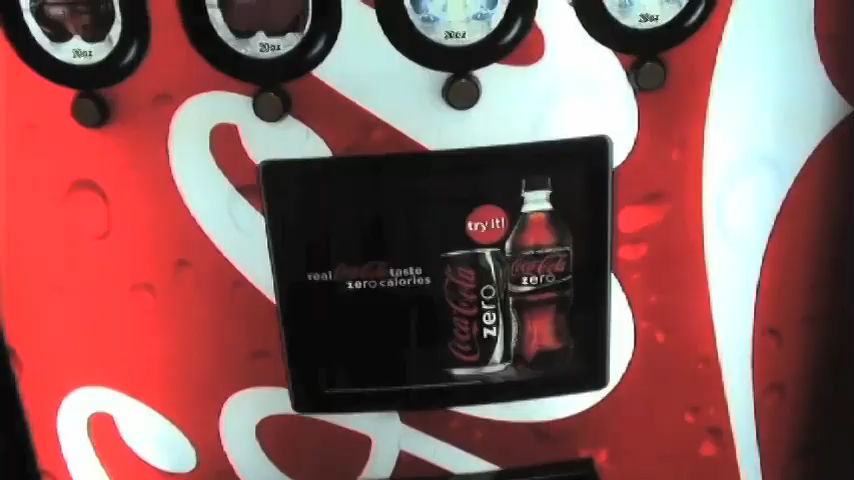 20oz 20oz 20oz 20oz
try it!
real Coca-Cola taste
zero calories
Coca-Cola zero
Coca-Cola
zero